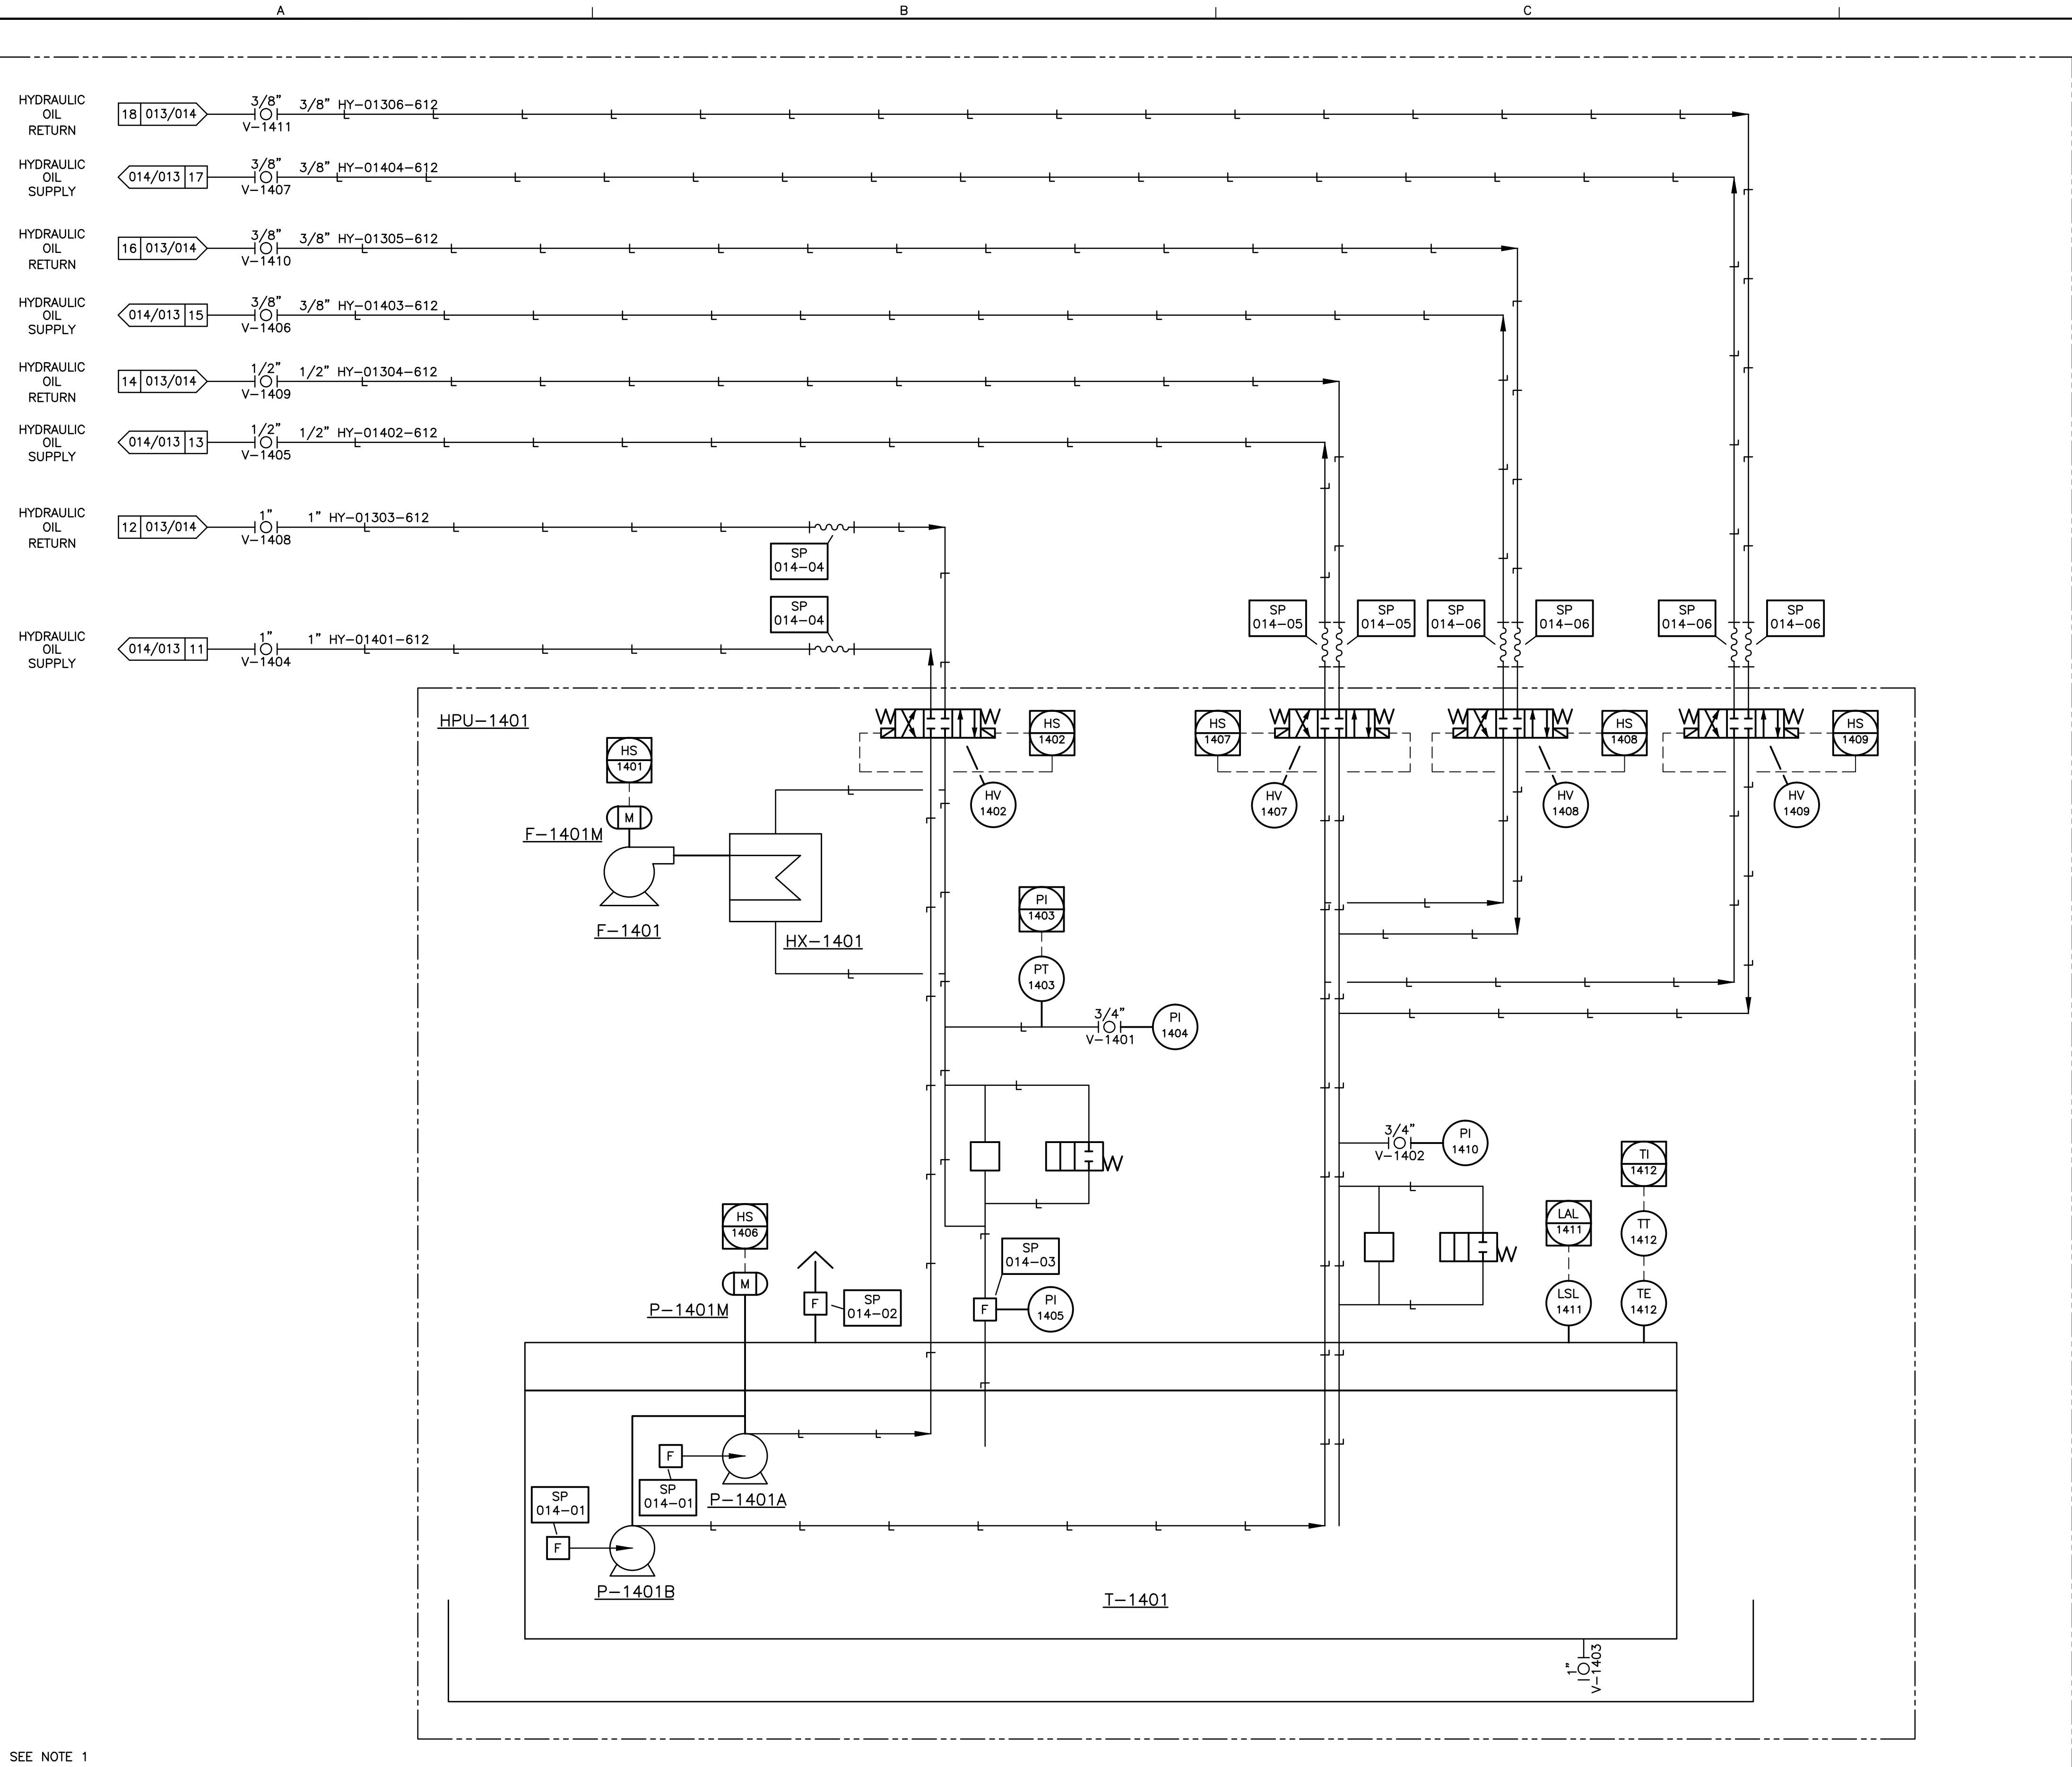 A
B
C
HYDRAULIC
OIL
RETURN
18 013/014
3/8"
V-1411
3/8" HY-01306-612
HYDRAULIC
OIL
SUPPLY
014/013 17
3/8"
V-1407
3/8" HY-01404-612
HYDRAULIC
OIL
RETURN
16 013/014
3/8"
V-1410
3/8" HY-01305-612
HYDRAULIC
OIL
SUPPLY
014/013 15
3/8"
V-1406
3/8" HY-01403-612
HYDRAULIC
OIL
RETURN
14 013/014
1/2"
V-1409
1/2" HY-01304-612
HYDRAULIC
OIL
SUPPLY
014/013 13
1/2"
V-1405
1/2" HY-01402-612
HYDRAULIC
OIL
RETURN
12 013/014
1"
V-1408
1" HY-01303-612
SP
014-04
SP
014-04
HYDRAULIC
OIL
SUPPLY
014/013 11
1"
V-1404
1" HY-01401-612
SP
014-05
SP
014-05
SP
014-06
SP
014-06
SP
014-06
SP
014-06
HPU-1401
HS
1401
M
F-1401M
F-1401
HX-1401
HS
1402
HV
1402
HS
1407
HV
1407
HS
1408
HV
1408
HS
1409
HV
1409
PI
1403
PT
1403
3/4"
V-1401
PI
1404
3/4"
V-1402
PI
1410
TI
1412
TT
1412
TE
1412
LAL
1411
LSL
1411
HS
1406
M
P-1401M
F
SP
014-02
SP
014-03
F
PI
1405
F
SP
014-01
P-1401A
SP
014-01
F
P-1401B
T-1401
1"
V-1403
SEE NOTE 1